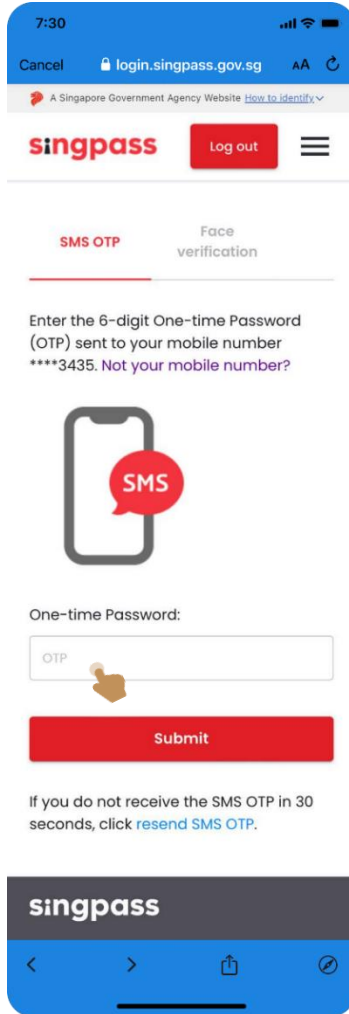 7:30
Cancel login.singpass.gov.sg AA
A Singapore Government Agency Website How to identify
singpass Log out
SMS OTP Face
verification
Enter the 6-digit One-time Password
(OTP) sent to your mobile number
****3435. Not your mobile number?
SMS
One-time Password:
OTP
Submit
If you do not receive the SMS OTP in 30
seconds, click resend SMS OTP.
singpass